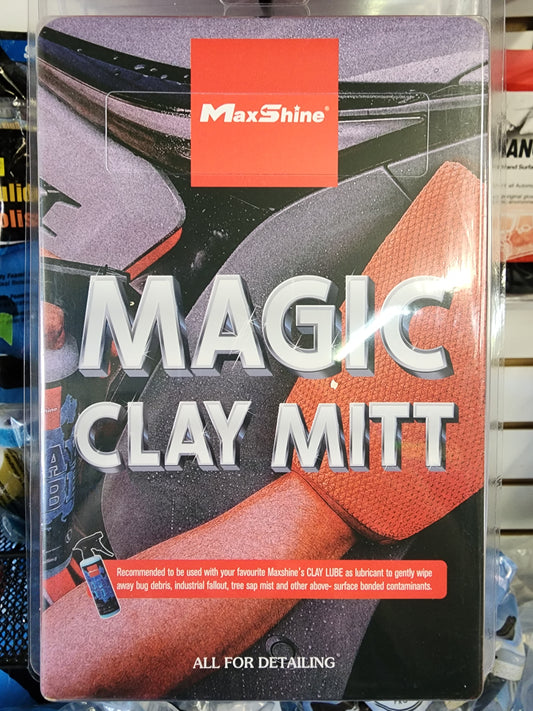 MaxShine®
MAGIC
CLAY MITT
Recommended to be used with your favourite Maxshine's CLAY LUBE as lubricant to gently wipe
away bug debris, industrial fallout, tree sap mist and other above- surface bonded contaminants.
ALL FOR DETAILING